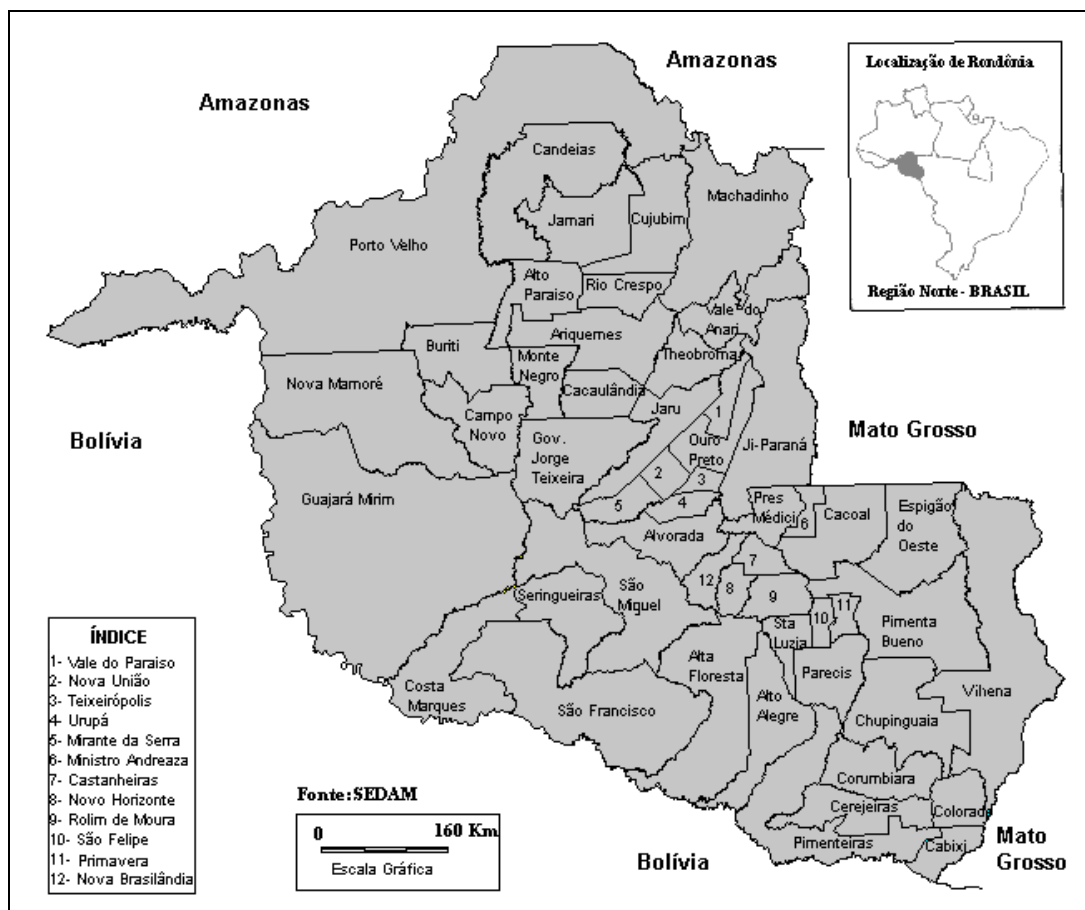 Amazonas
Amazonas
Localização de Rondônia
Região Norte - BRASIL
Candeias
Machadinho
Jamari
Cujubim
Porto Velho
Alto
Paraiso
Rio Crespo
Vale do
Anari
Ariquemes
Buriti
Monte
Negro
Theobroma
Nova Mamoré
Cacaulândia
Jaru
1
Campo
Novo
Bolívia
Mato Grosso
Gov.
Jorge
Teixeira
Ouro
Preto
Ji-Paraná
2
3
Guajará Mirim
5
4
Pres
Médici
6
Cacoal
Espigão
do
Oeste
Alvorada
7
12
8
9
Seringueiras
São
Miguel
10
11
Sta
Luzia
Pimenta
Bueno
Alta
Floresta
Parecis
Costa
Marques
São Francisco
Alto
Alegre
Vihena
Chupinguaia
Corumbiara
Cerejeiras
Colorado
Pimenteiras
Cabixi
Bolívia
Mato
Grosso
ÍNDICE
1- Vale do Paraiso
2- Nova União
3- Teixeirópolis
4- Urupá
5- Mirante da Serra
6- Ministro Andreaza
7- Castanheiras
8- Novo Horizonte
9- Rolim de Moura
10- São Felipe
11- Primavera
12- Nova Brasilândia
Fonte:SEDAM
0 160 Km
Escala Gráfica